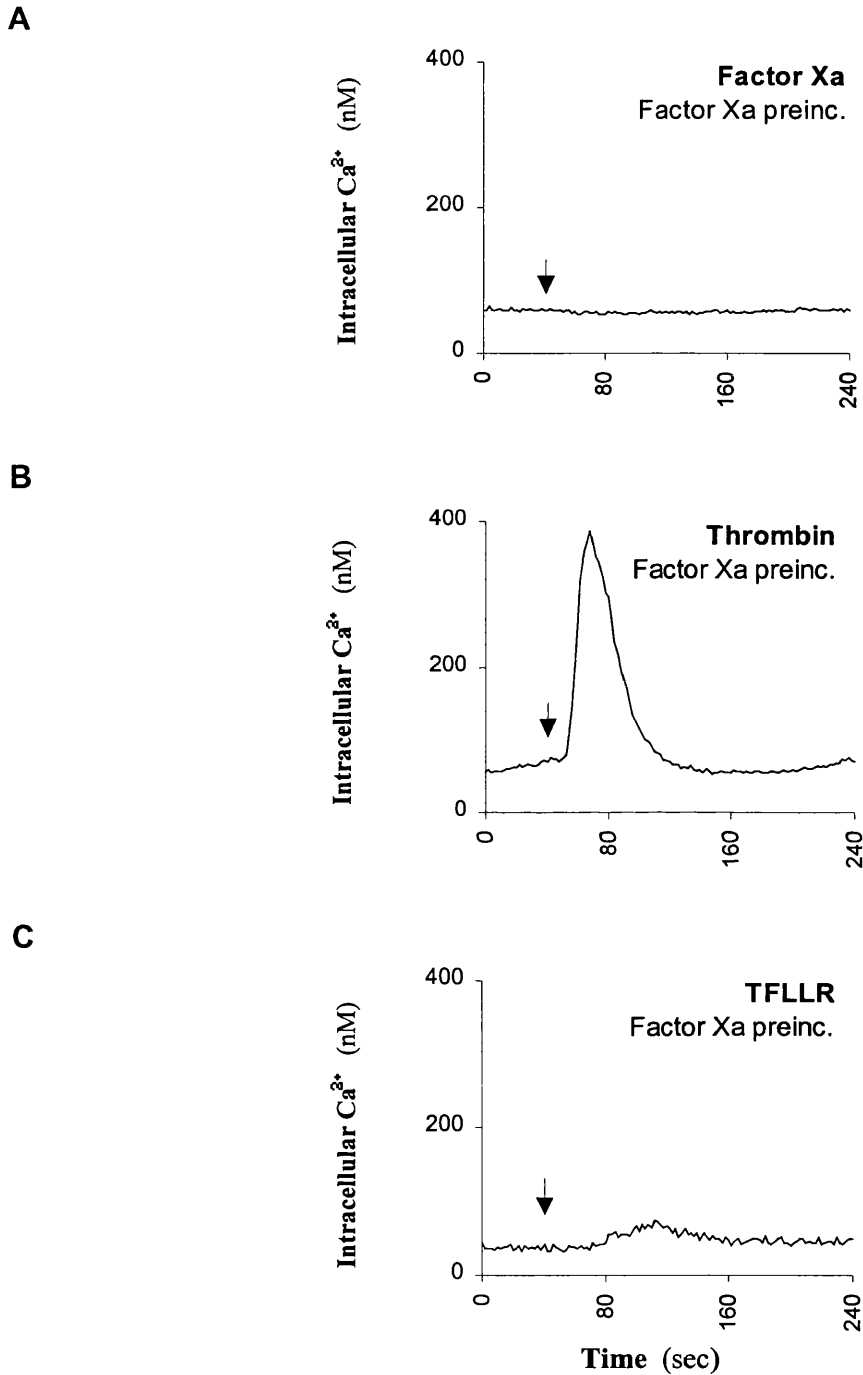 A
Intracellular Ca²⁺ (nM)
400
200
0
Factor Xa
Factor Xa preinc.
0
80
160
240
B
Intracellular Ca²⁺ (nM)
400
200
0
Thrombin
Factor Xa preinc.
0
80
160
240
C
Intracellular Ca²⁺ (nM)
400
200
0
TFLLR
Factor Xa preinc.
0
80
160
240
Time (sec)